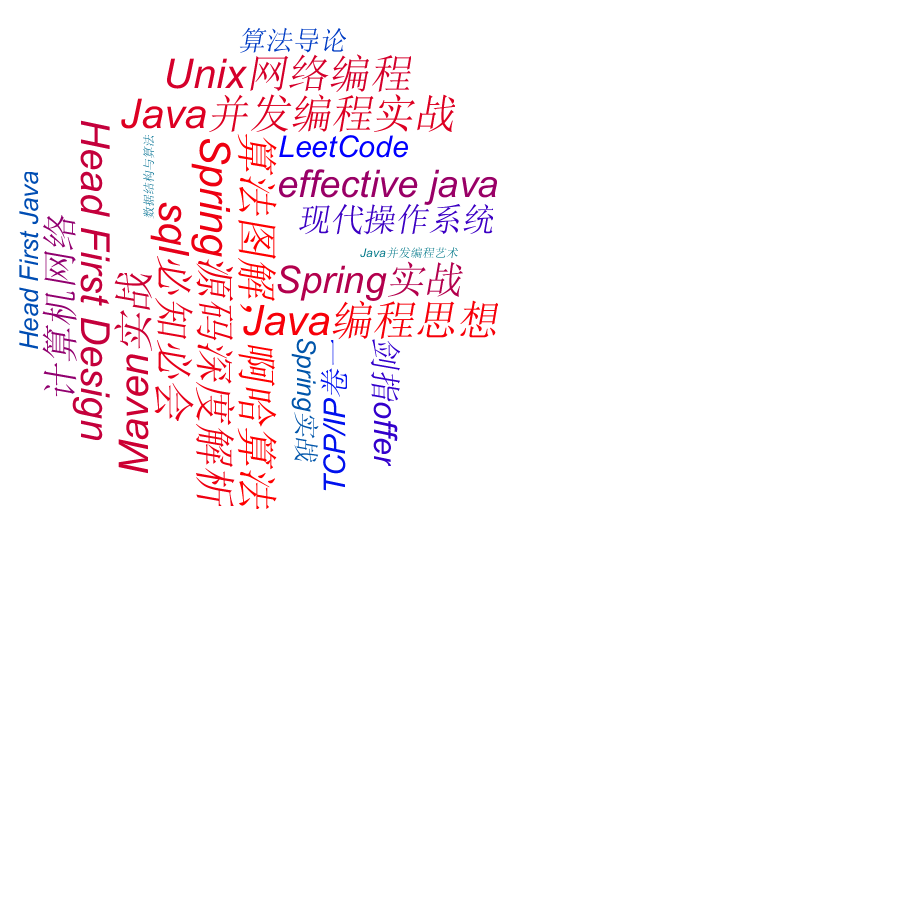 算法导论
Unix网络编程
Java并发编程实战
LeetCode
effective java
现代操作系统
Java并发编程艺术
Spring实战
Java编程思想
Head First Java
计算机网络
Head First Design
Maven实战
数据结构与算法
sql必知必会
Spring源码深度解析
算法图解,啊哈算法
Spring实战
TCP/IP卷一
剑指offer